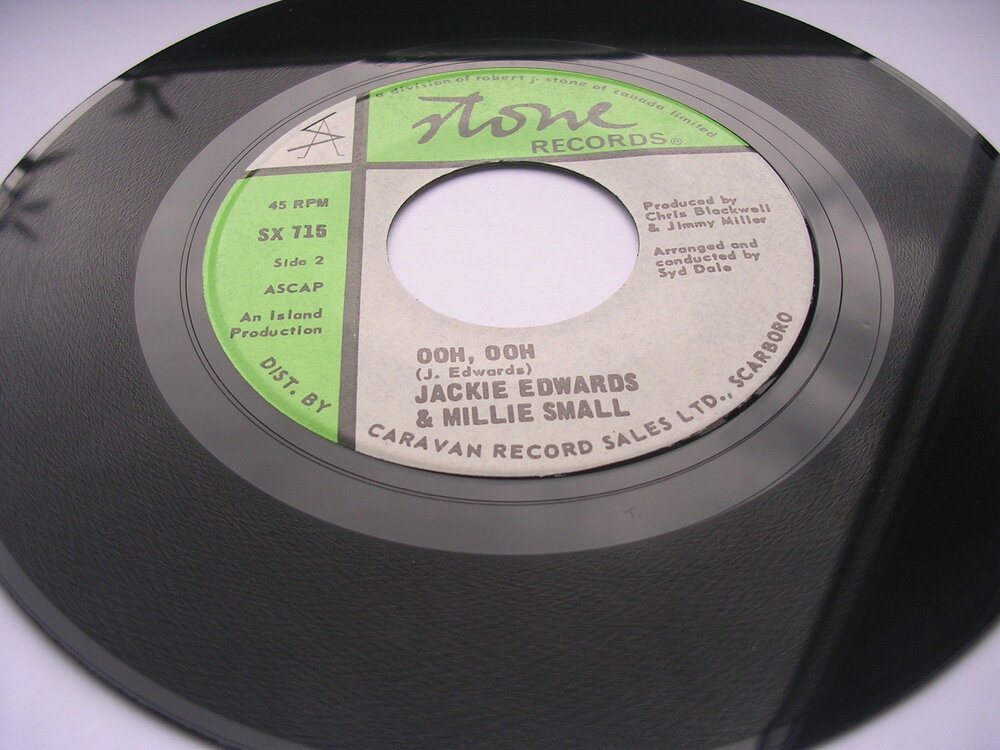 a division of robert j. stone of canada limited
stone
RECORDS®
45 RPM
SX 715
Side 2
ASCAP
An Island
Production
Produced by
Chris Blackwell
& Jimmy Miller
Arranged and
conducted by
Syd Dale
OOH, OOH
(J. Edwards)
JACKIE EDWARDS
& MILLIE SMALL
DIST. BY CARAVAN RECORD SALES LTD., SCARBORO